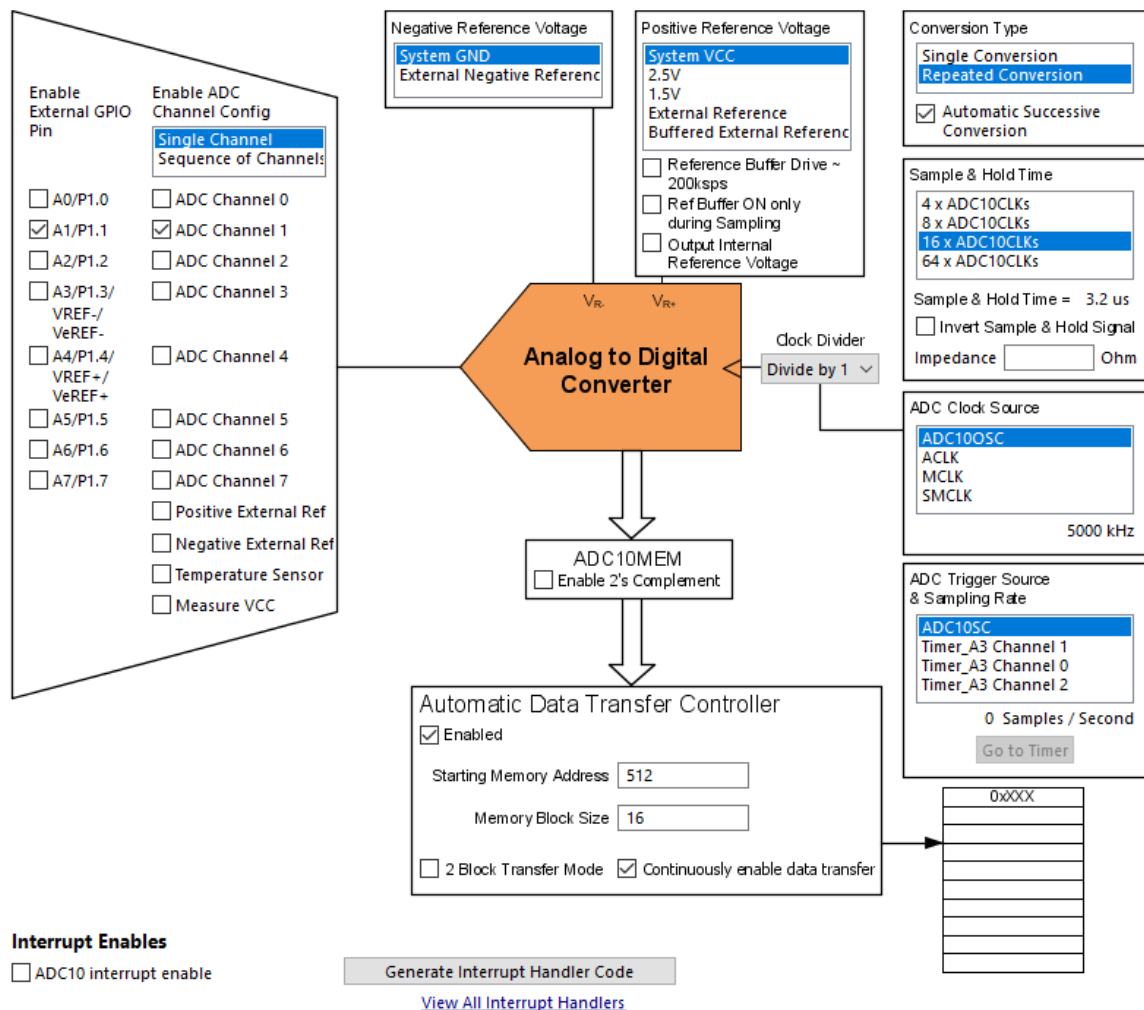 Negative Reference Voltage
System GND
External Negative Referenc
Positive Reference Voltage
System VCC
2.5V
1.5V
External Reference
Buffered External Referenc
Reference Buffer Drive ~
200ksps
Ref Buffer ON only
during Sampling
Output Internal
Reference Voltage
Conversion Type
Single Conversion
Repeated Conversion
Automatic Successive
Conversion
Enable
External GPIO
Pin
Enable ADC
Channel Config
Single Channel
Sequence of Channels
A0/P1.0
ADC Channel 0
A1/P1.1
ADC Channel 1
A2/P1.2
ADC Channel 2
A3/P1.3/
VREF-/
VeREF-
ADC Channel 3
A4/P1.4/
VREF+/
VeREF+
ADC Channel 4
A5/P1.5
ADC Channel 5
A6/P1.6
ADC Channel 6
A7/P1.7
ADC Channel 7
Positive External Ref
Negative External Ref
Temperature Sensor
Measure VCC
Sample & Hold Time
4 x ADC10CLKs
8 x ADC10CLKs
16 x ADC10CLKs
64 x ADC10CLKs
Sample & Hold Time = 3.2 us
Invert Sample & Hold Signal
Impedance Ohm
VR-
VR+
Analog to Digital
Converter
Clock Divider
Divide by 1
ADC Clock Source
ADC10OSC
ACLK
MCLK
SMCLK
5000 kHz
ADC10MEM
Enable 2's Complement
ADC Trigger Source
& Sampling Rate
ADC10SC
Timer_A3 Channel 1
Timer_A3 Channel 0
Timer_A3 Channel 2
0 Samples / Second
Go to Timer
Automatic Data Transfer Controller
Enabled
Starting Memory Address 512
Memory Block Size 16
2 Block Transfer Mode
Continuously enable data transfer
0xXXX
Interrupt Enables
ADC10 interrupt enable
Generate Interrupt Handler Code
View All Interrupt Handlers